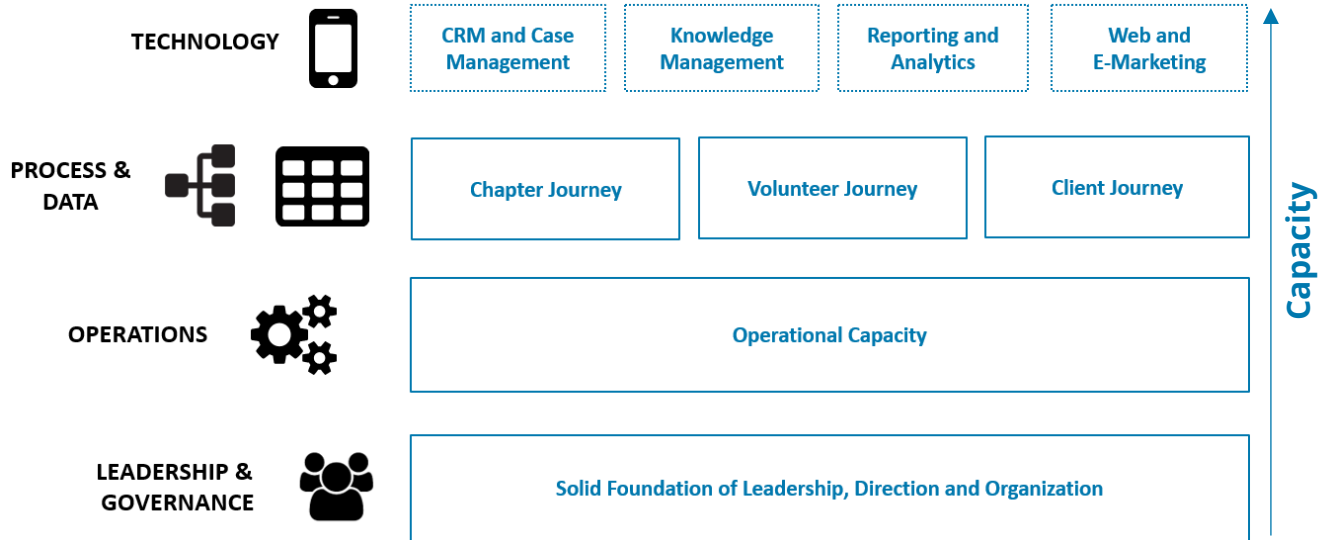 TECHNOLOGY
CRM and Case
Management
Knowledge
Management
Reporting and
Analytics
Web and
E-Marketing
PROCESS &
DATA
Chapter Journey
Volunteer Journey
Client Journey
OPERATIONS
Operational Capacity
LEADERSHIP &
GOVERNANCE
Solid Foundation of Leadership, Direction and Organization
Capacity